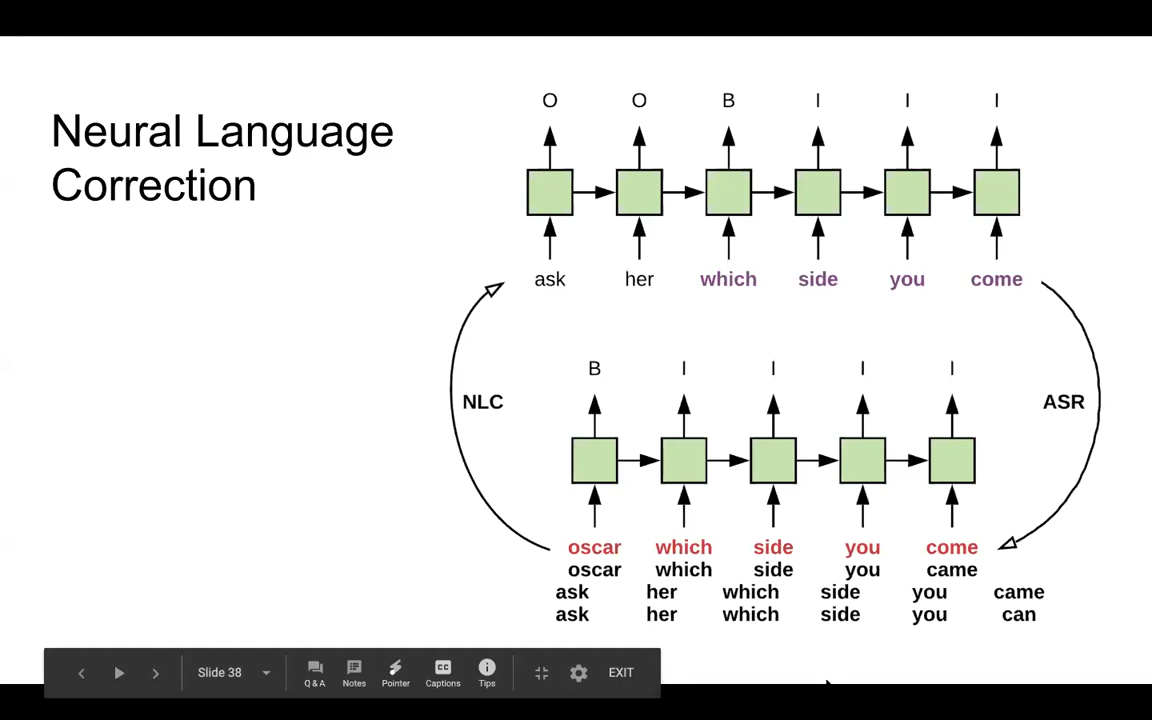 Neural Language
Correction
O O B I I I
ask her which side you come
B I I I I
NLC
ASR
oscar which side you come
oscar which side you came
ask her which side you came
ask her which side you can
Slide 38
Q & A Notes Pointer Captions Tips
EXIT